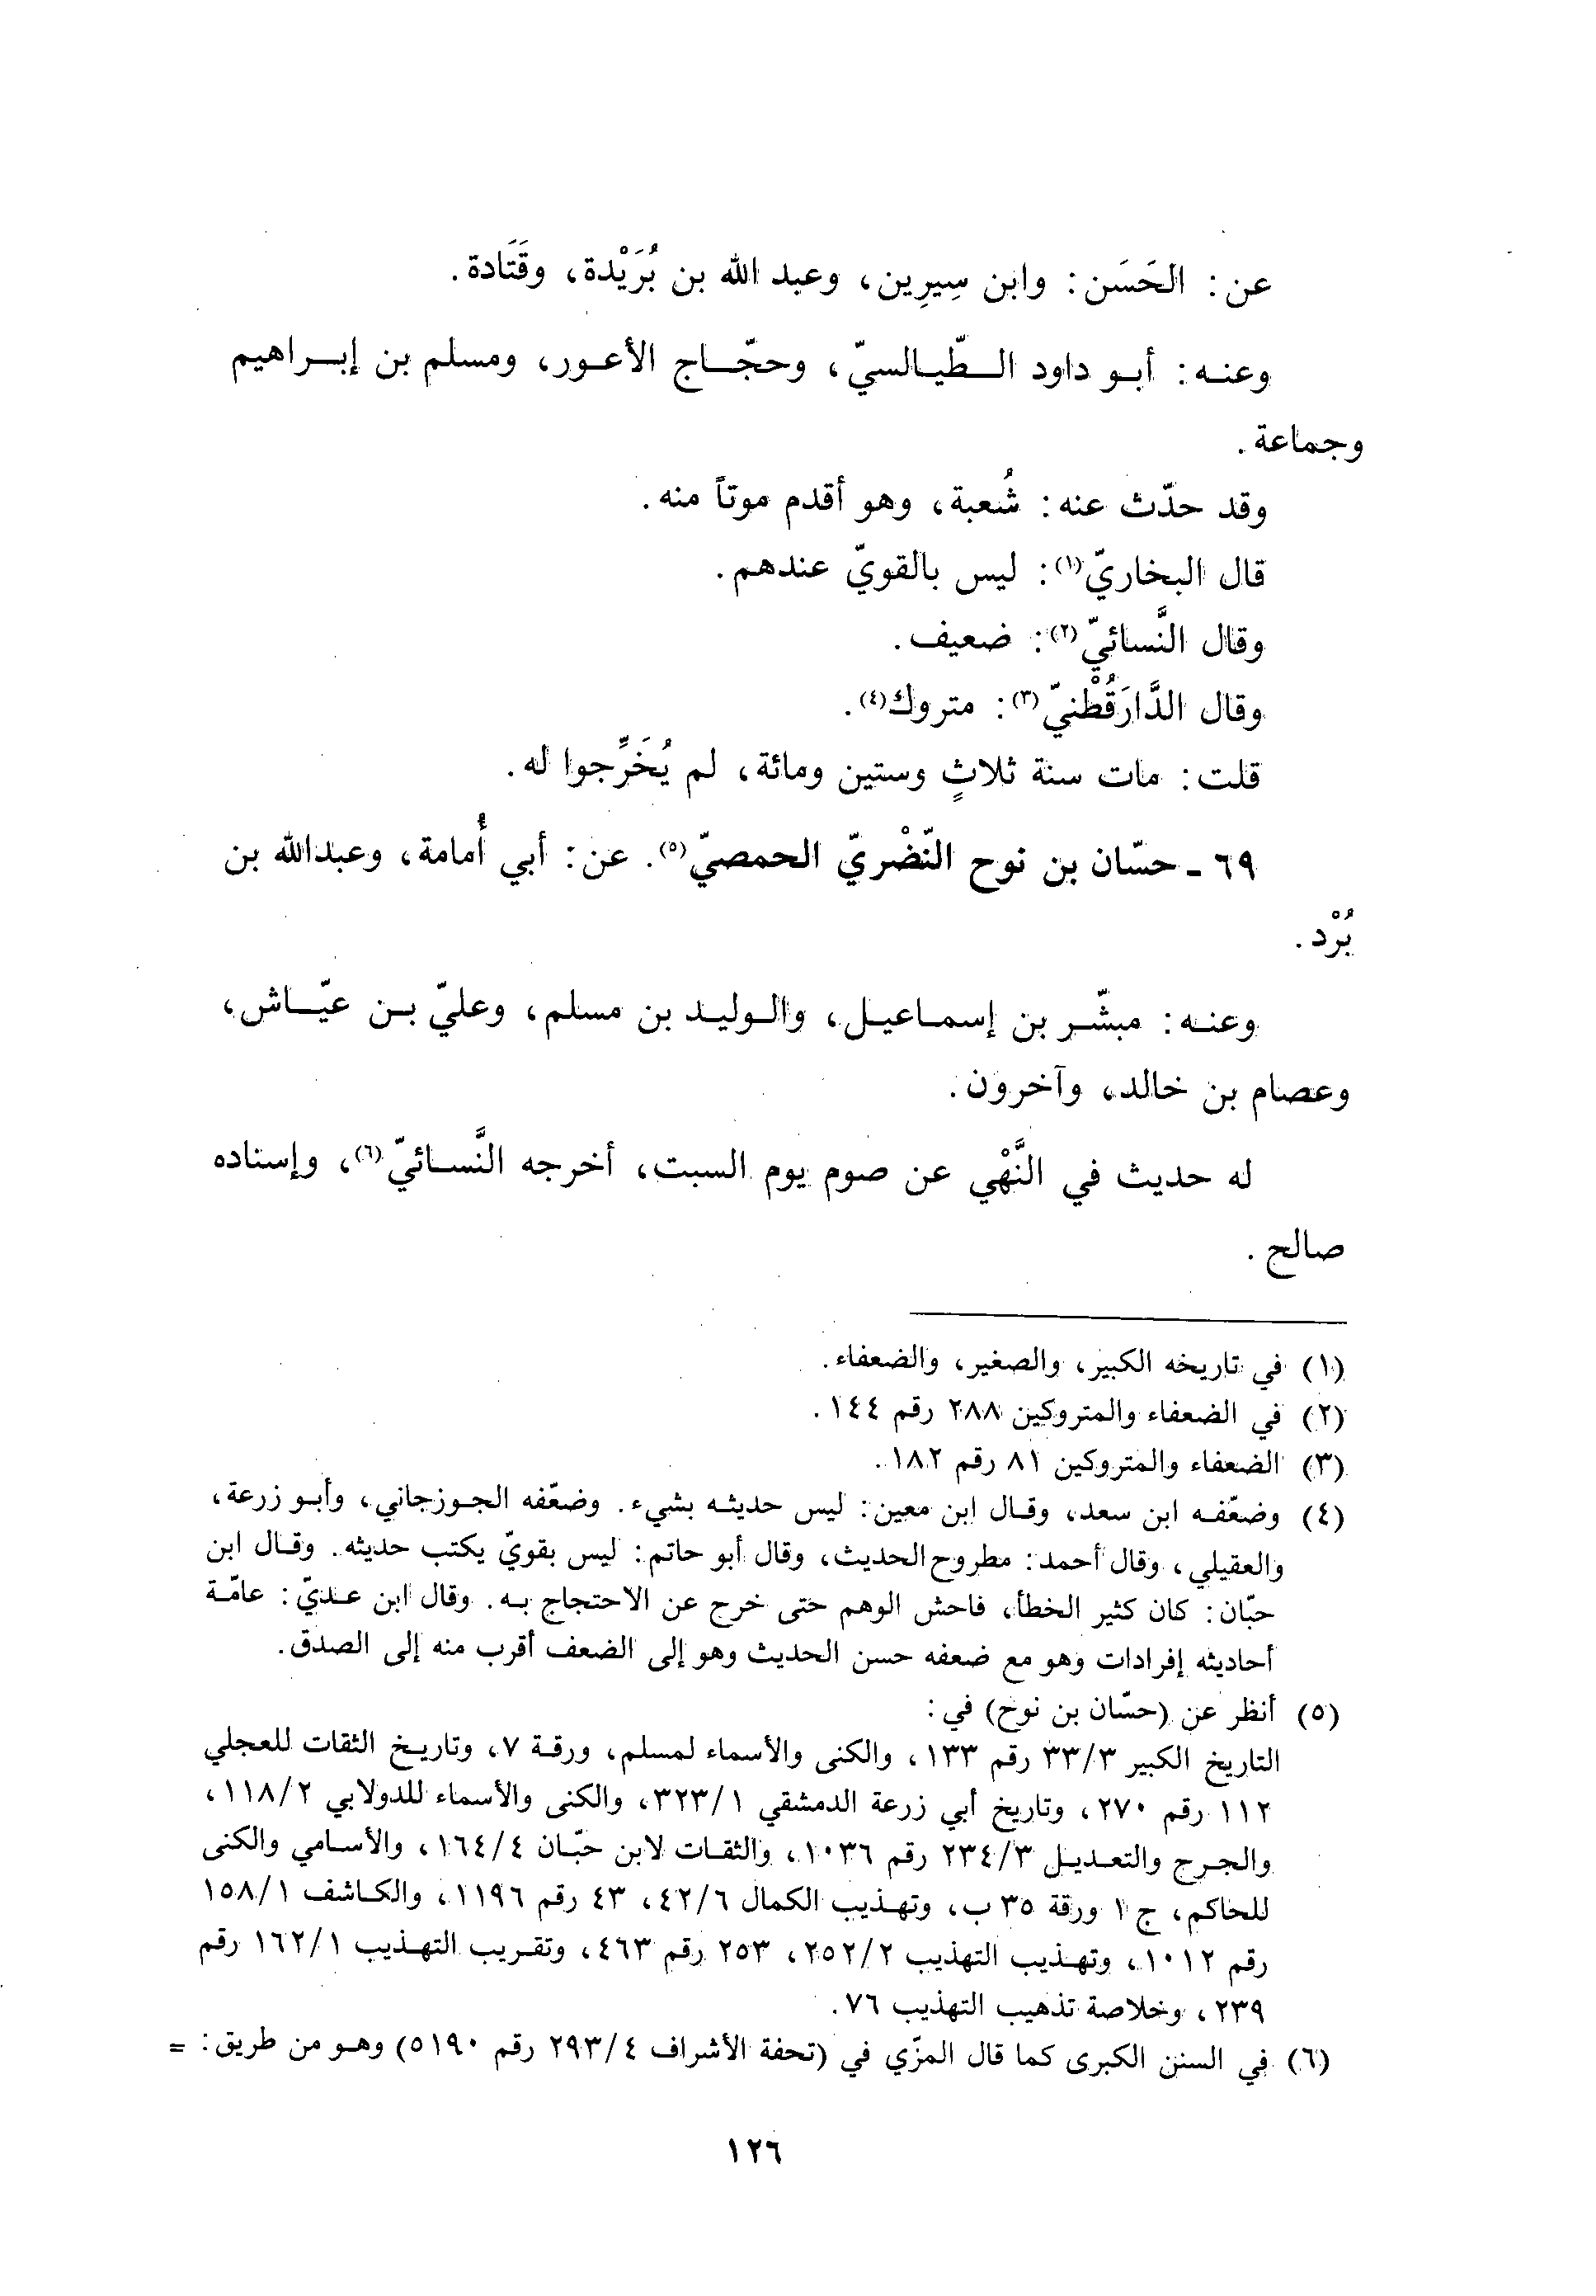 عن: الحَسَن: وابن سِيرِين، وعبد الله بن بُرَيْدة، وقَتَادة.
وعنه: أبو داود الطّيالسيّ، وحجّاج الأعور، ومسلم بن إبراهيم
وجماعة.
وقد حدّث عنه: شُعبة، وهو أقدم موتاً منه.
قال البخاريّ(١): ليس بالقويّ عندهم.
وقال النَّسائيّ(٢): ضعيف.
وقال الدَّارَقُطْنيّ(٣): متروك(٤).
قلت: مات سنة ثلاثٍ وستين ومائة، لم يُخَرِّجوا له.
٦٩ - حسّان بن نوح النّضْريّ الحمصيّ(٥). عن: أبي أُمامة، وعبدالله بن
بُرْد.
وعنه: مبشّر بن إسماعيل، والوليد بن مسلم، وعليّ بن عيّاش،
وعصام بن خالد، وآخرون.
له حديث في النَّهْي عن صوم يوم السبت، أخرجه النَّسائيّ(٦)، وإسناده
صالح.
(١) في تاريخه الكبير، والصغير، والضعفاء.
(٢) في الضعفاء والمتروكين ٢٨٨ رقم ١٤٤.
(٣) الضعفاء والمتروكين ٨١ رقم ١٨٢.
(٤) وضعّفه ابن سعد، وقال ابن معين: ليس حديثه بشيء. وضعّفه الجوزجاني، وأبو زرعة،
والعقيلي، وقال أحمد: مطروح الحديث، وقال أبو حاتم: ليس بقويّ يكتب حديثه. وقال ابن
حبّان: كان كثير الخطأ، فاحش الوهم حتى خرج عن الاحتجاج به. وقال ابن عديّ: عامّة
أحاديثه إفرادات وهو مع ضعفه حسن الحديث وهو إلى الضعف أقرب منه إلى الصدق.
(٥) أنظر عن (حسّان بن نوح) في:
التاريخ الكبير ٣٣/٣ رقم ١٣٣، والكنى والأسماء لمسلم، ورقة ٧، وتاريخ الثقات للعجلي
١١٢ رقم ٢٧٠، وتاريخ أبي زرعة الدمشقي ٣٢٣/١، والكنى والأسماء للدولابي ١١٨/٢،
والجرح والتعديل ٢٣٤/٣ رقم ١٠٣٦، والثقات لابن حبّان ١٦٤/٤، والأسامي والكنى
للحاكم، ج ١ ورقة ٣٥ ب، وتهذيب الكمال ٤٢/٦، ٤٣ رقم ١١٩٦، والكاشف ١٥٨/١
رقم ١٠١٢، وتهذيب التهذيب ٢٥٢/٢، ٢٥٣ رقم ٤٦٣، وتقريب التهذيب ١٦٢/١ رقم
٢٣٩، وخلاصة تذهيب التهذيب ٧٦.
(٦) في السنن الكبرى كما قال المزّي في (تحفة الأشراف ٢٩٣/٤ رقم ٥١٩٠) وهو من طريق: =
١٢٦